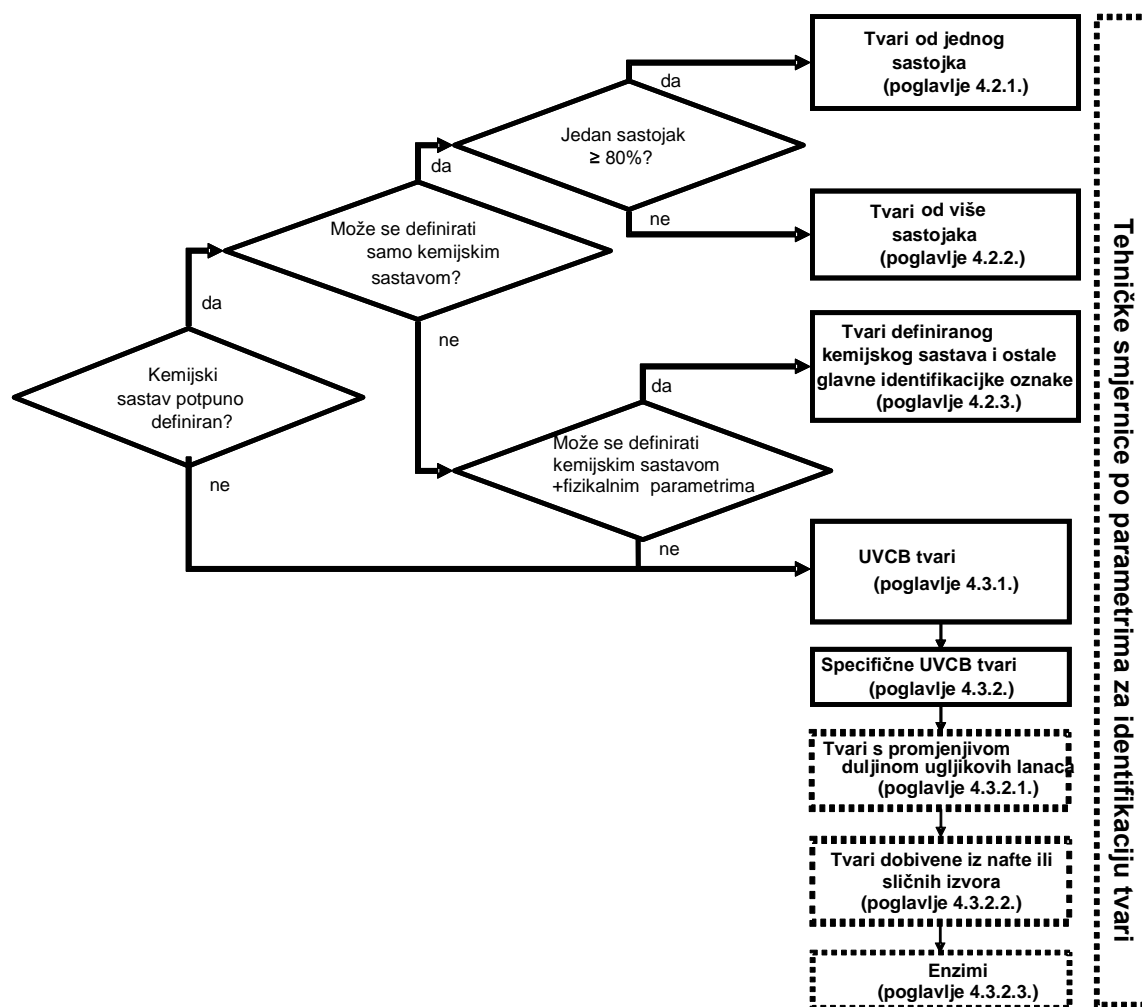 Tvari od jednog
sastojka
(poglavlje 4.2.1.)
da
Jedan sastojak
≥ 80%?
da
ne
Tvari od više
sastojaka
(poglavlje 4.2.2.)
Može se definirati
samo kemijskim
sastavom?
da
ne
Tvari definiranog
kemijskog sastava i ostale
glavne identifikacijke oznake
(poglavlje 4.2.3.)
Kemijski
sastav potpuno
definiran?
da
Može se definirati
kemijskim sastavom
+fizikalnim parametrima
ne
ne
UVCB tvari
(poglavlje 4.3.1.)
Specifične UVCB tvari
(poglavlje 4.3.2.)
Tvari s promjenjivom
duljinom ugljikovih lanaca
(poglavlje 4.3.2.1.)
Tvari dobivene iz nafte ili
sličnih izvora
(poglavlje 4.3.2.2.)
Enzimi
(poglavlje 4.3.2.3.)
Tehničke smjernice po parametrima za identifikaciju tvari